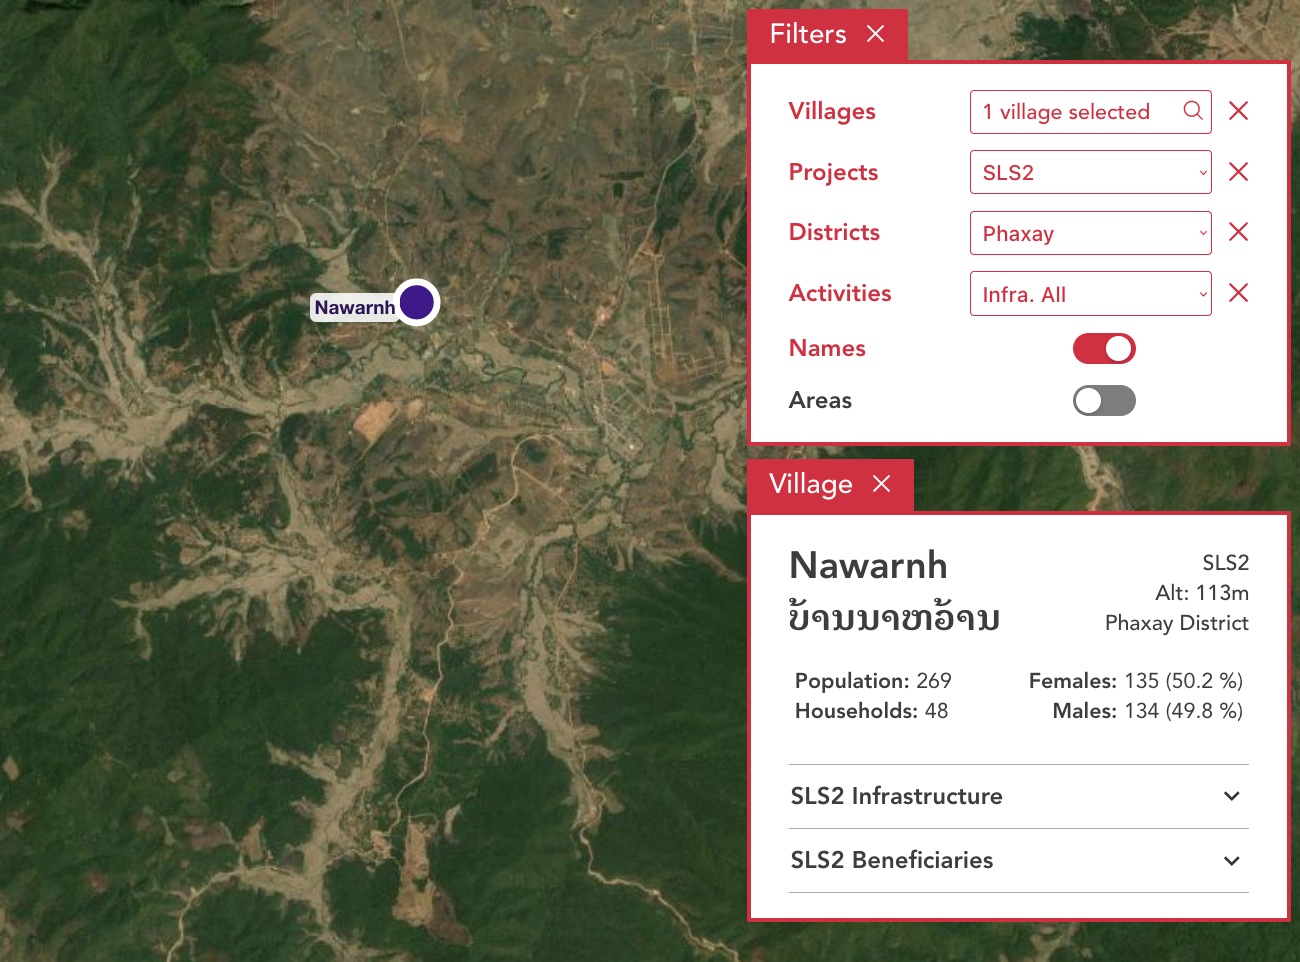 Filters
Villages
1 village selected
Projects
SLS2
Districts
Phaxay
Activities
Infra. All
Names
Areas
Nawarnh
Village
Nawarnh
ບ້ານນາຫວ້ານ
SLS2
Alt: 113m
Phaxay District
Population: 269
Households: 48
Females: 135 (50.2 %)
Males: 134 (49.8 %)
SLS2 Infrastructure
SLS2 Beneficiaries